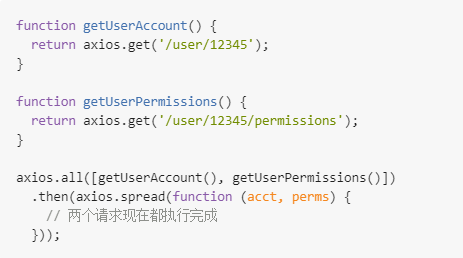 function getUserAccount() {
  return axios.get('/user/12345');
}

function getUserPermissions() {
  return axios.get('/user/12345/permissions');
}

axios.all([getUserAccount(), getUserPermissions()])
  .then(axios.spread(function (acct, perms) {
    // 两个请求现在都执行完成
  }));